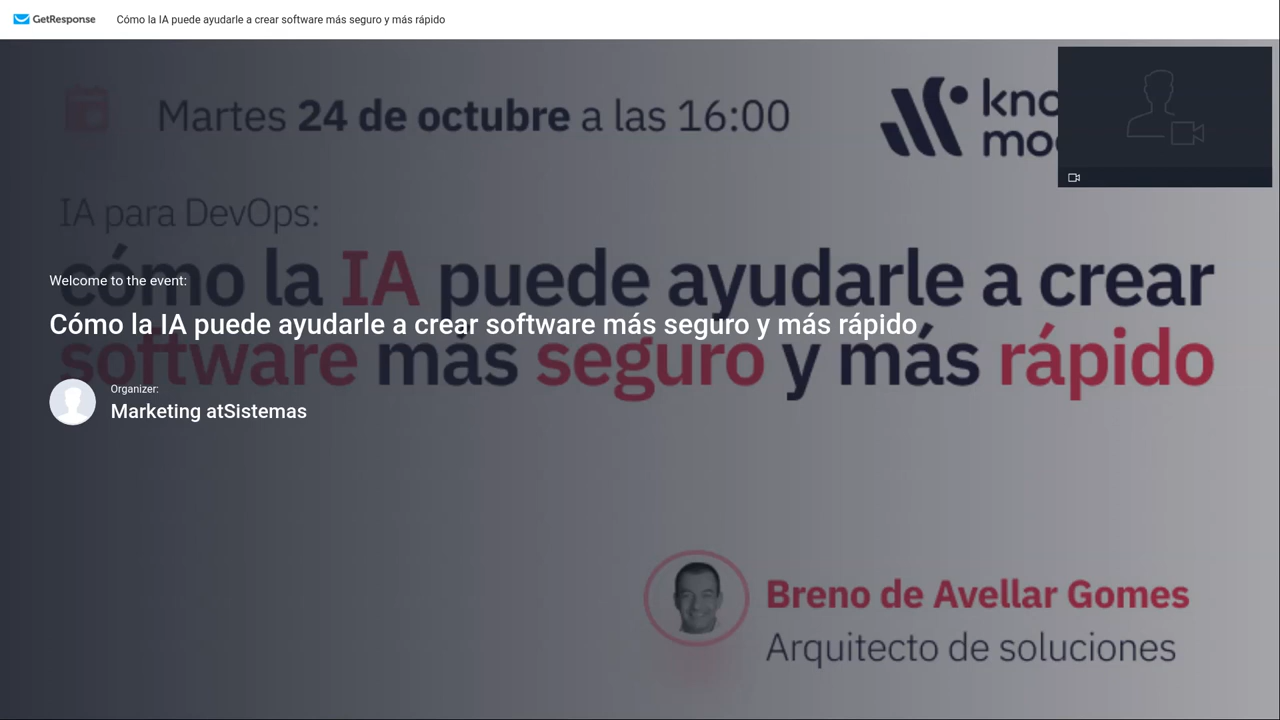 GetResponse
Cómo la IA puede ayudarle a crear software más seguro y más rápido
Martes 24 de octubre a las 16:00
IA para DevOps:
cómo la IA puede ayudarle a crear
software más seguro y más rápido
Welcome to the event:
Cómo la IA puede ayudarle a crear software más seguro y más rápido
Organizer:
Marketing atSistemas
Breno de Avellar Gomes
Arquitecto de soluciones